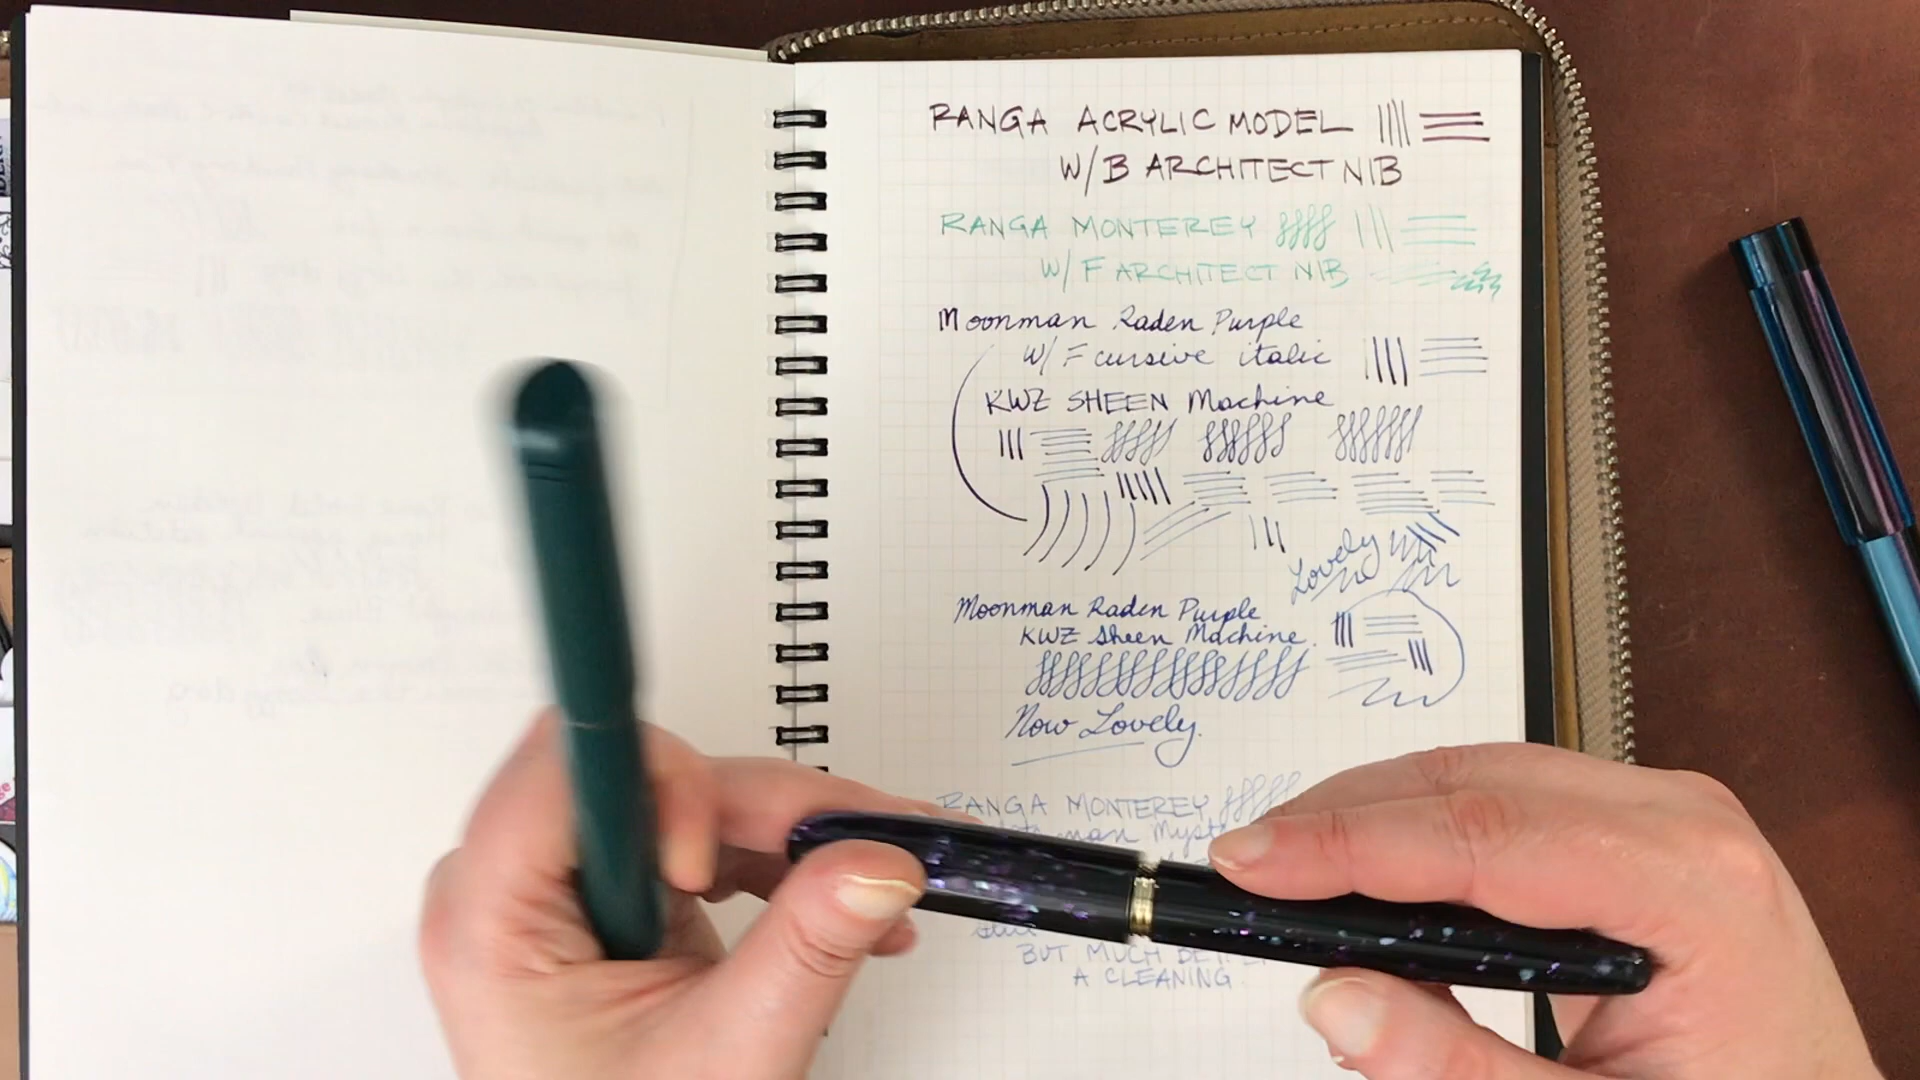 RANGA ACRYLIC MODEL
W/B ARCHITECT NIB
RANGA MONTEREY
W/F ARCHITECT NIB
Moonman Raden Purple
W/ F cursive italic
KWZ SHEEN Machine
Lovely
Moonman Raden Purple
KWZ Sheen Machine.
Now Lovely.
RANGA MONTEREY
BUT MUCH
A CLEANING.